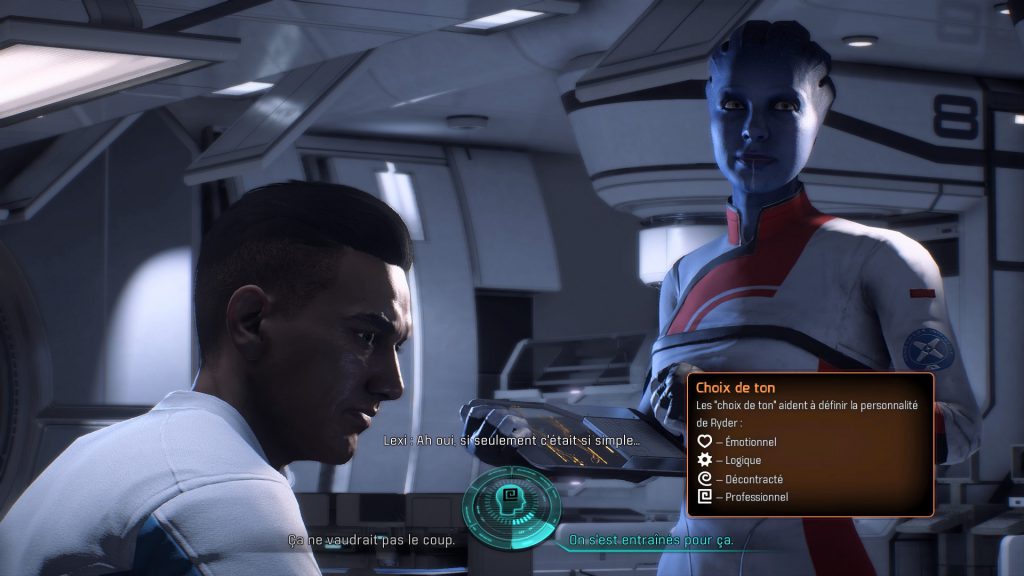 8
8
Choix de ton
Les "choix de ton" aident à définir la personnalité
de Ryder :
– Émotionnel
– Logique
– Décontracté
– Professionnel
Lexi : Ah oui, si seulement c'était si simple...
Ça ne vaudrait pas le coup.
On s'est entraînés pour ça.